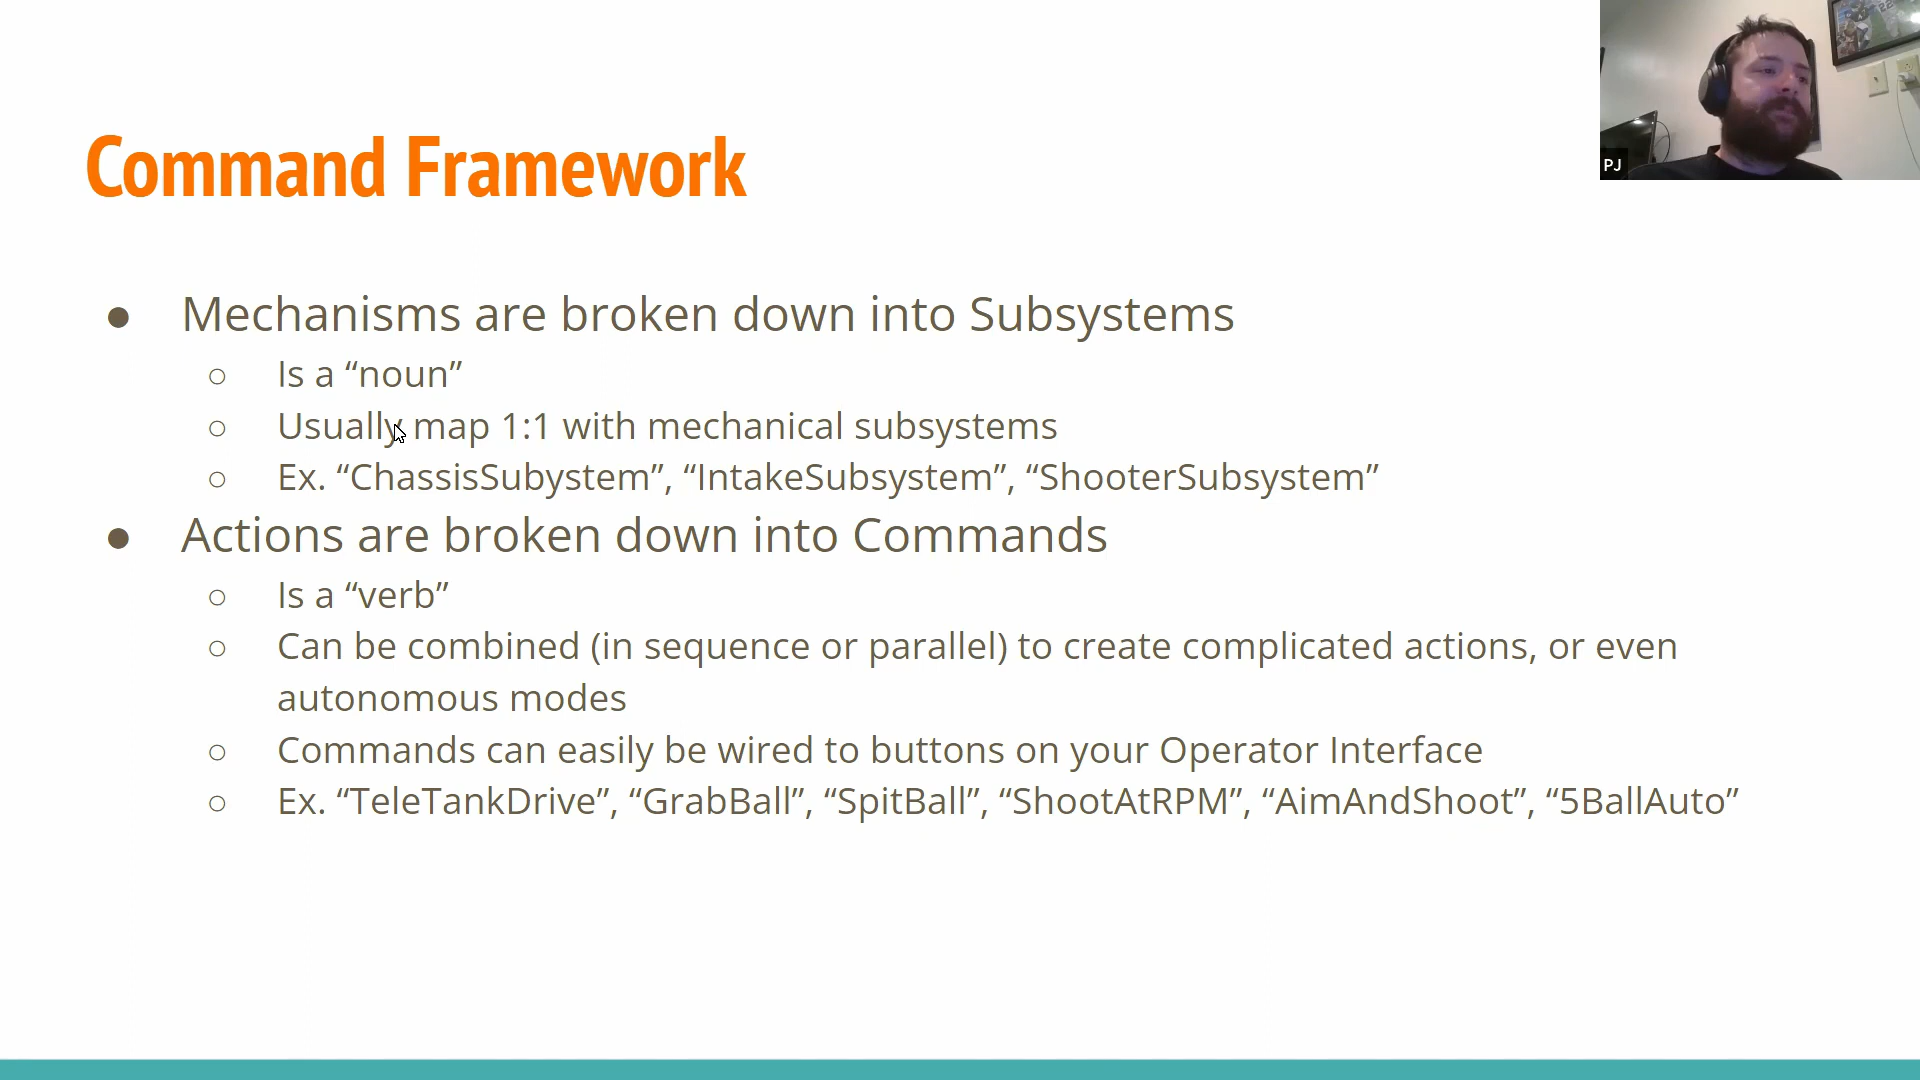 Command Framework
PJ
● Mechanisms are broken down into Subsystems
○ Is a “noun”
○ Usually map 1:1 with mechanical subsystems
○ Ex. “ChassisSubystem”, “IntakeSubsystem”, “ShooterSubsystem”
● Actions are broken down into Commands
○ Is a “verb”
○ Can be combined (in sequence or parallel) to create complicated actions, or even
autonomous modes
○ Commands can easily be wired to buttons on your Operator Interface
○ Ex. “TeleTankDrive”, “GrabBall”, “SpitBall”, “ShootAtRPM”, “AimAndShoot”, “5BallAuto”